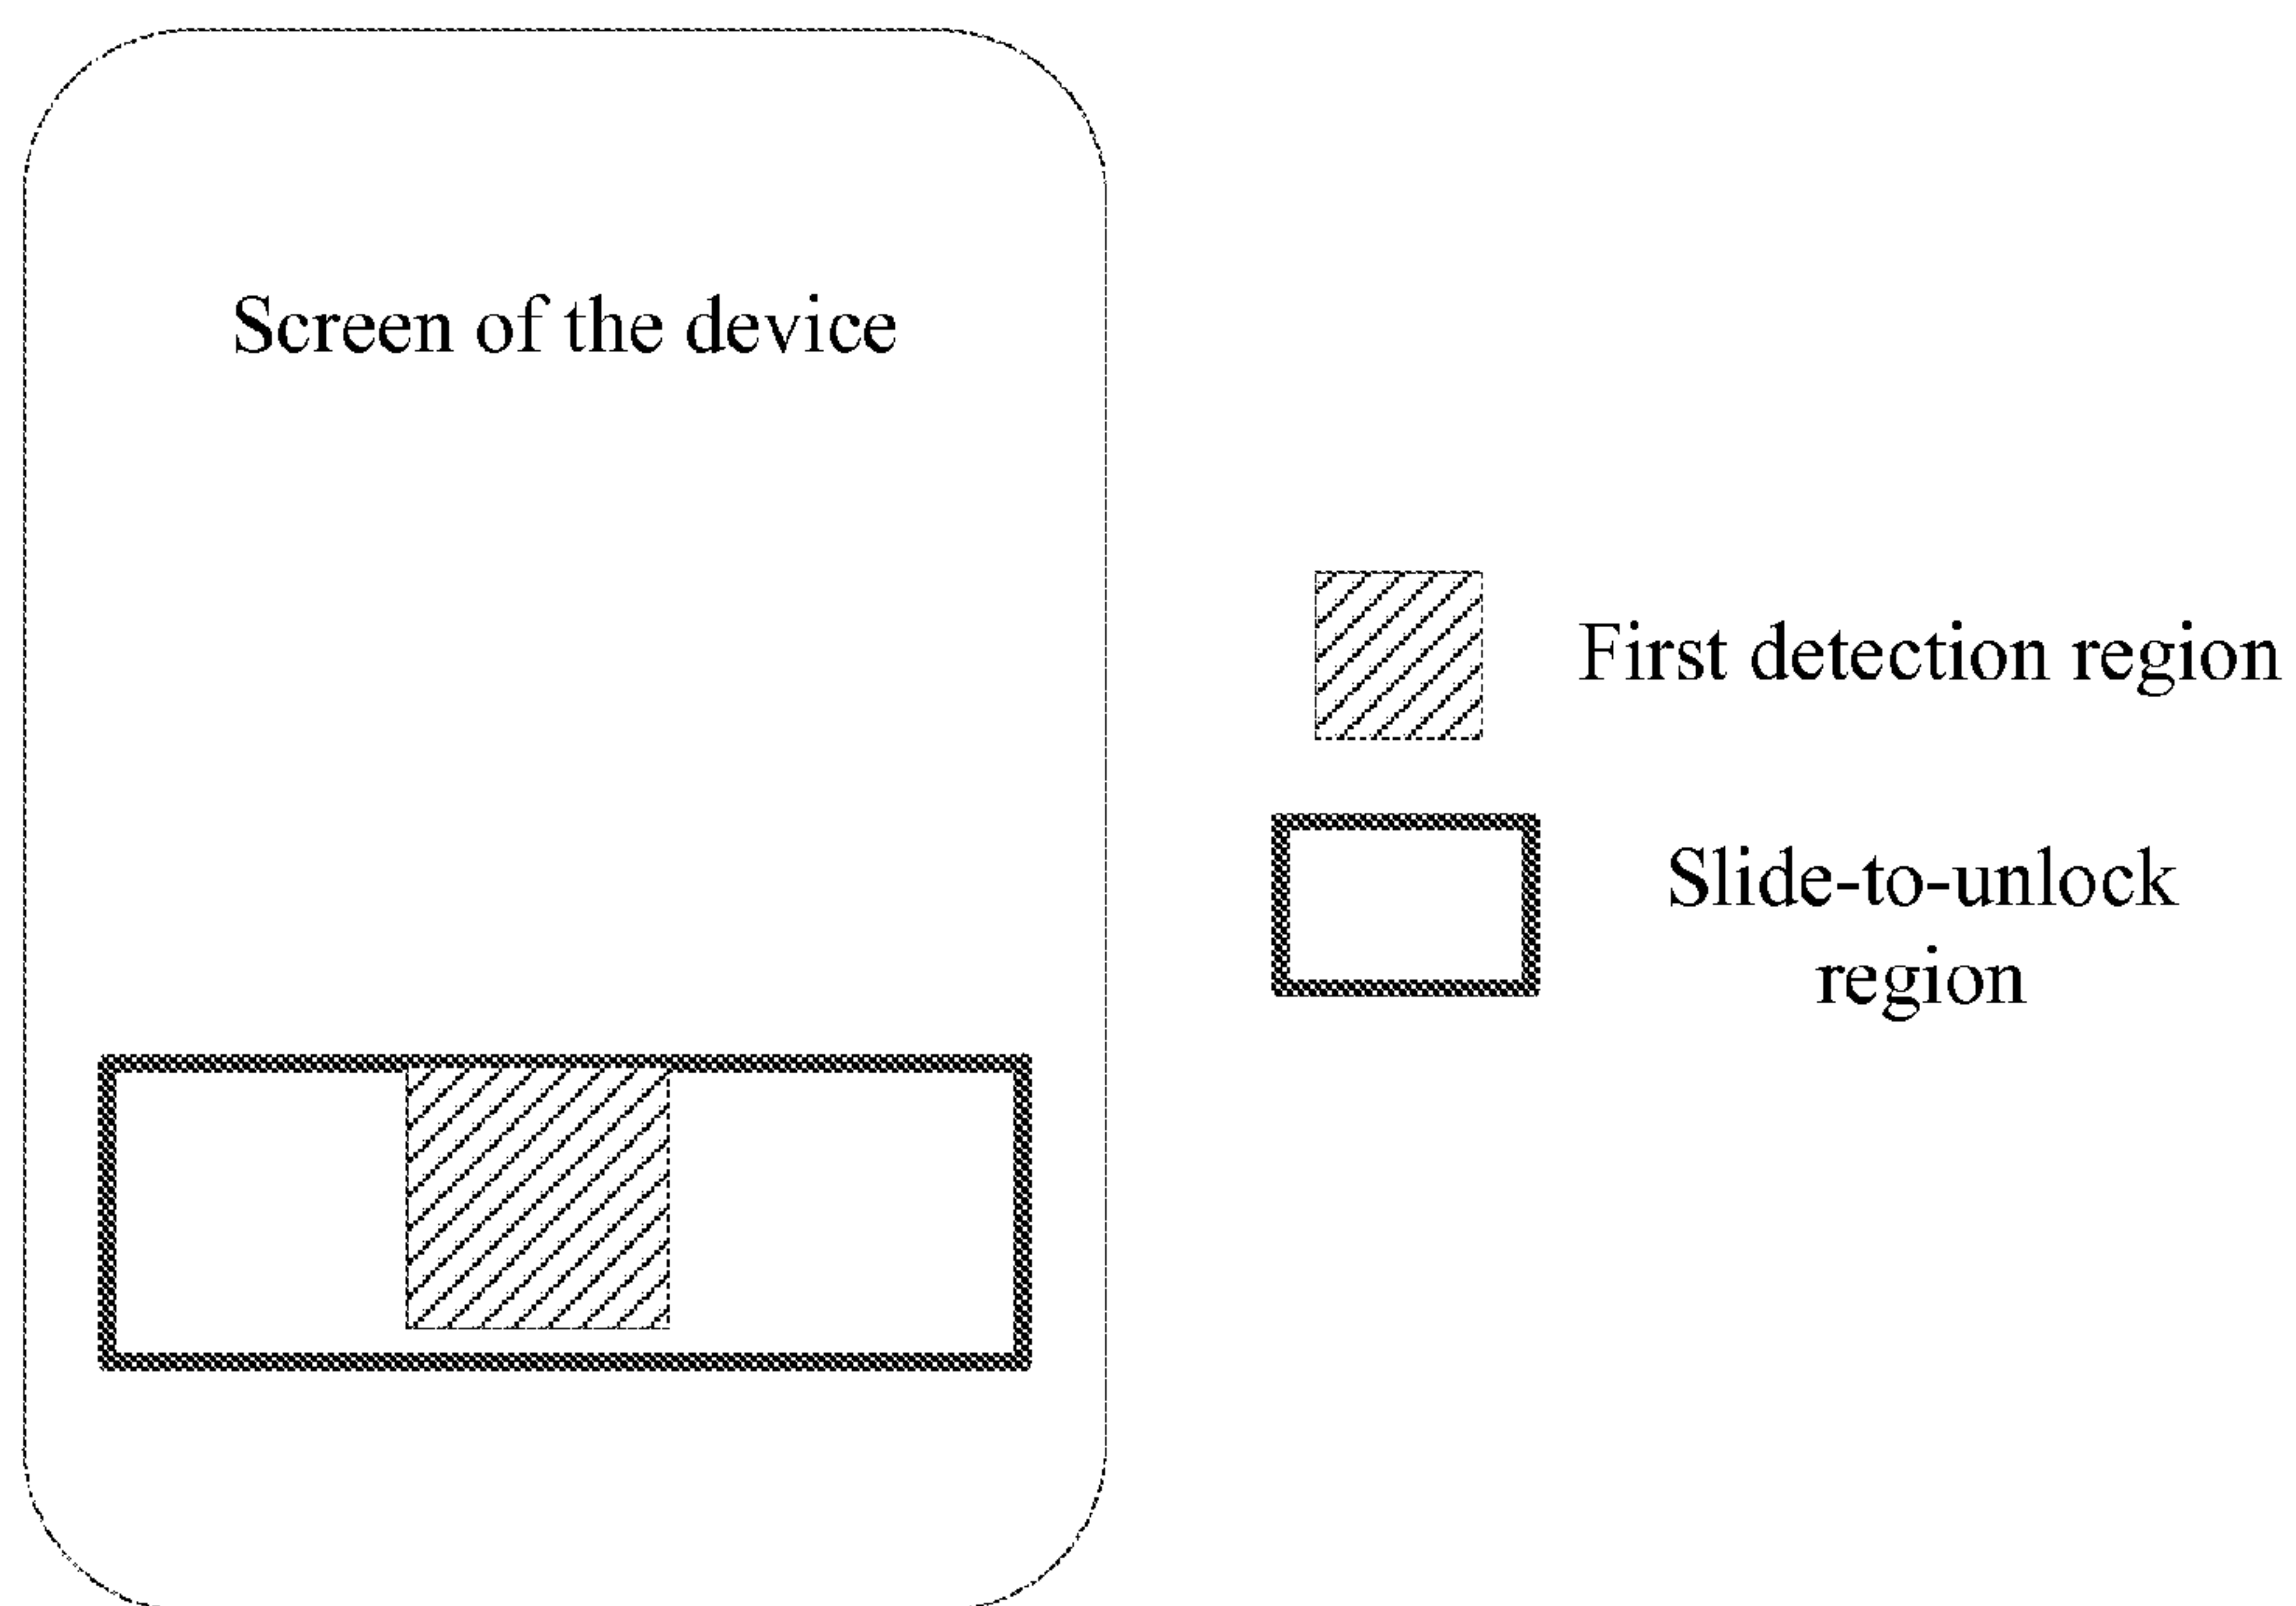 Screen of the device
First detection region
Slide-to-unlock
region